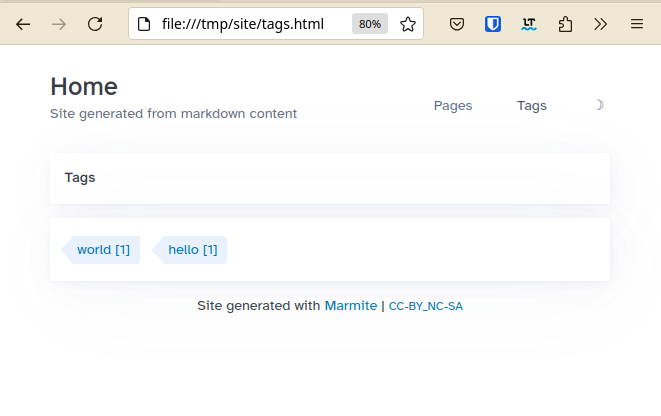 file:///tmp/site/tags.html 80% LT
Home
Site generated from markdown content
Pages Tags
Tags
world [1] hello [1]
Site generated with Marmite | CC-BY_NC-SA